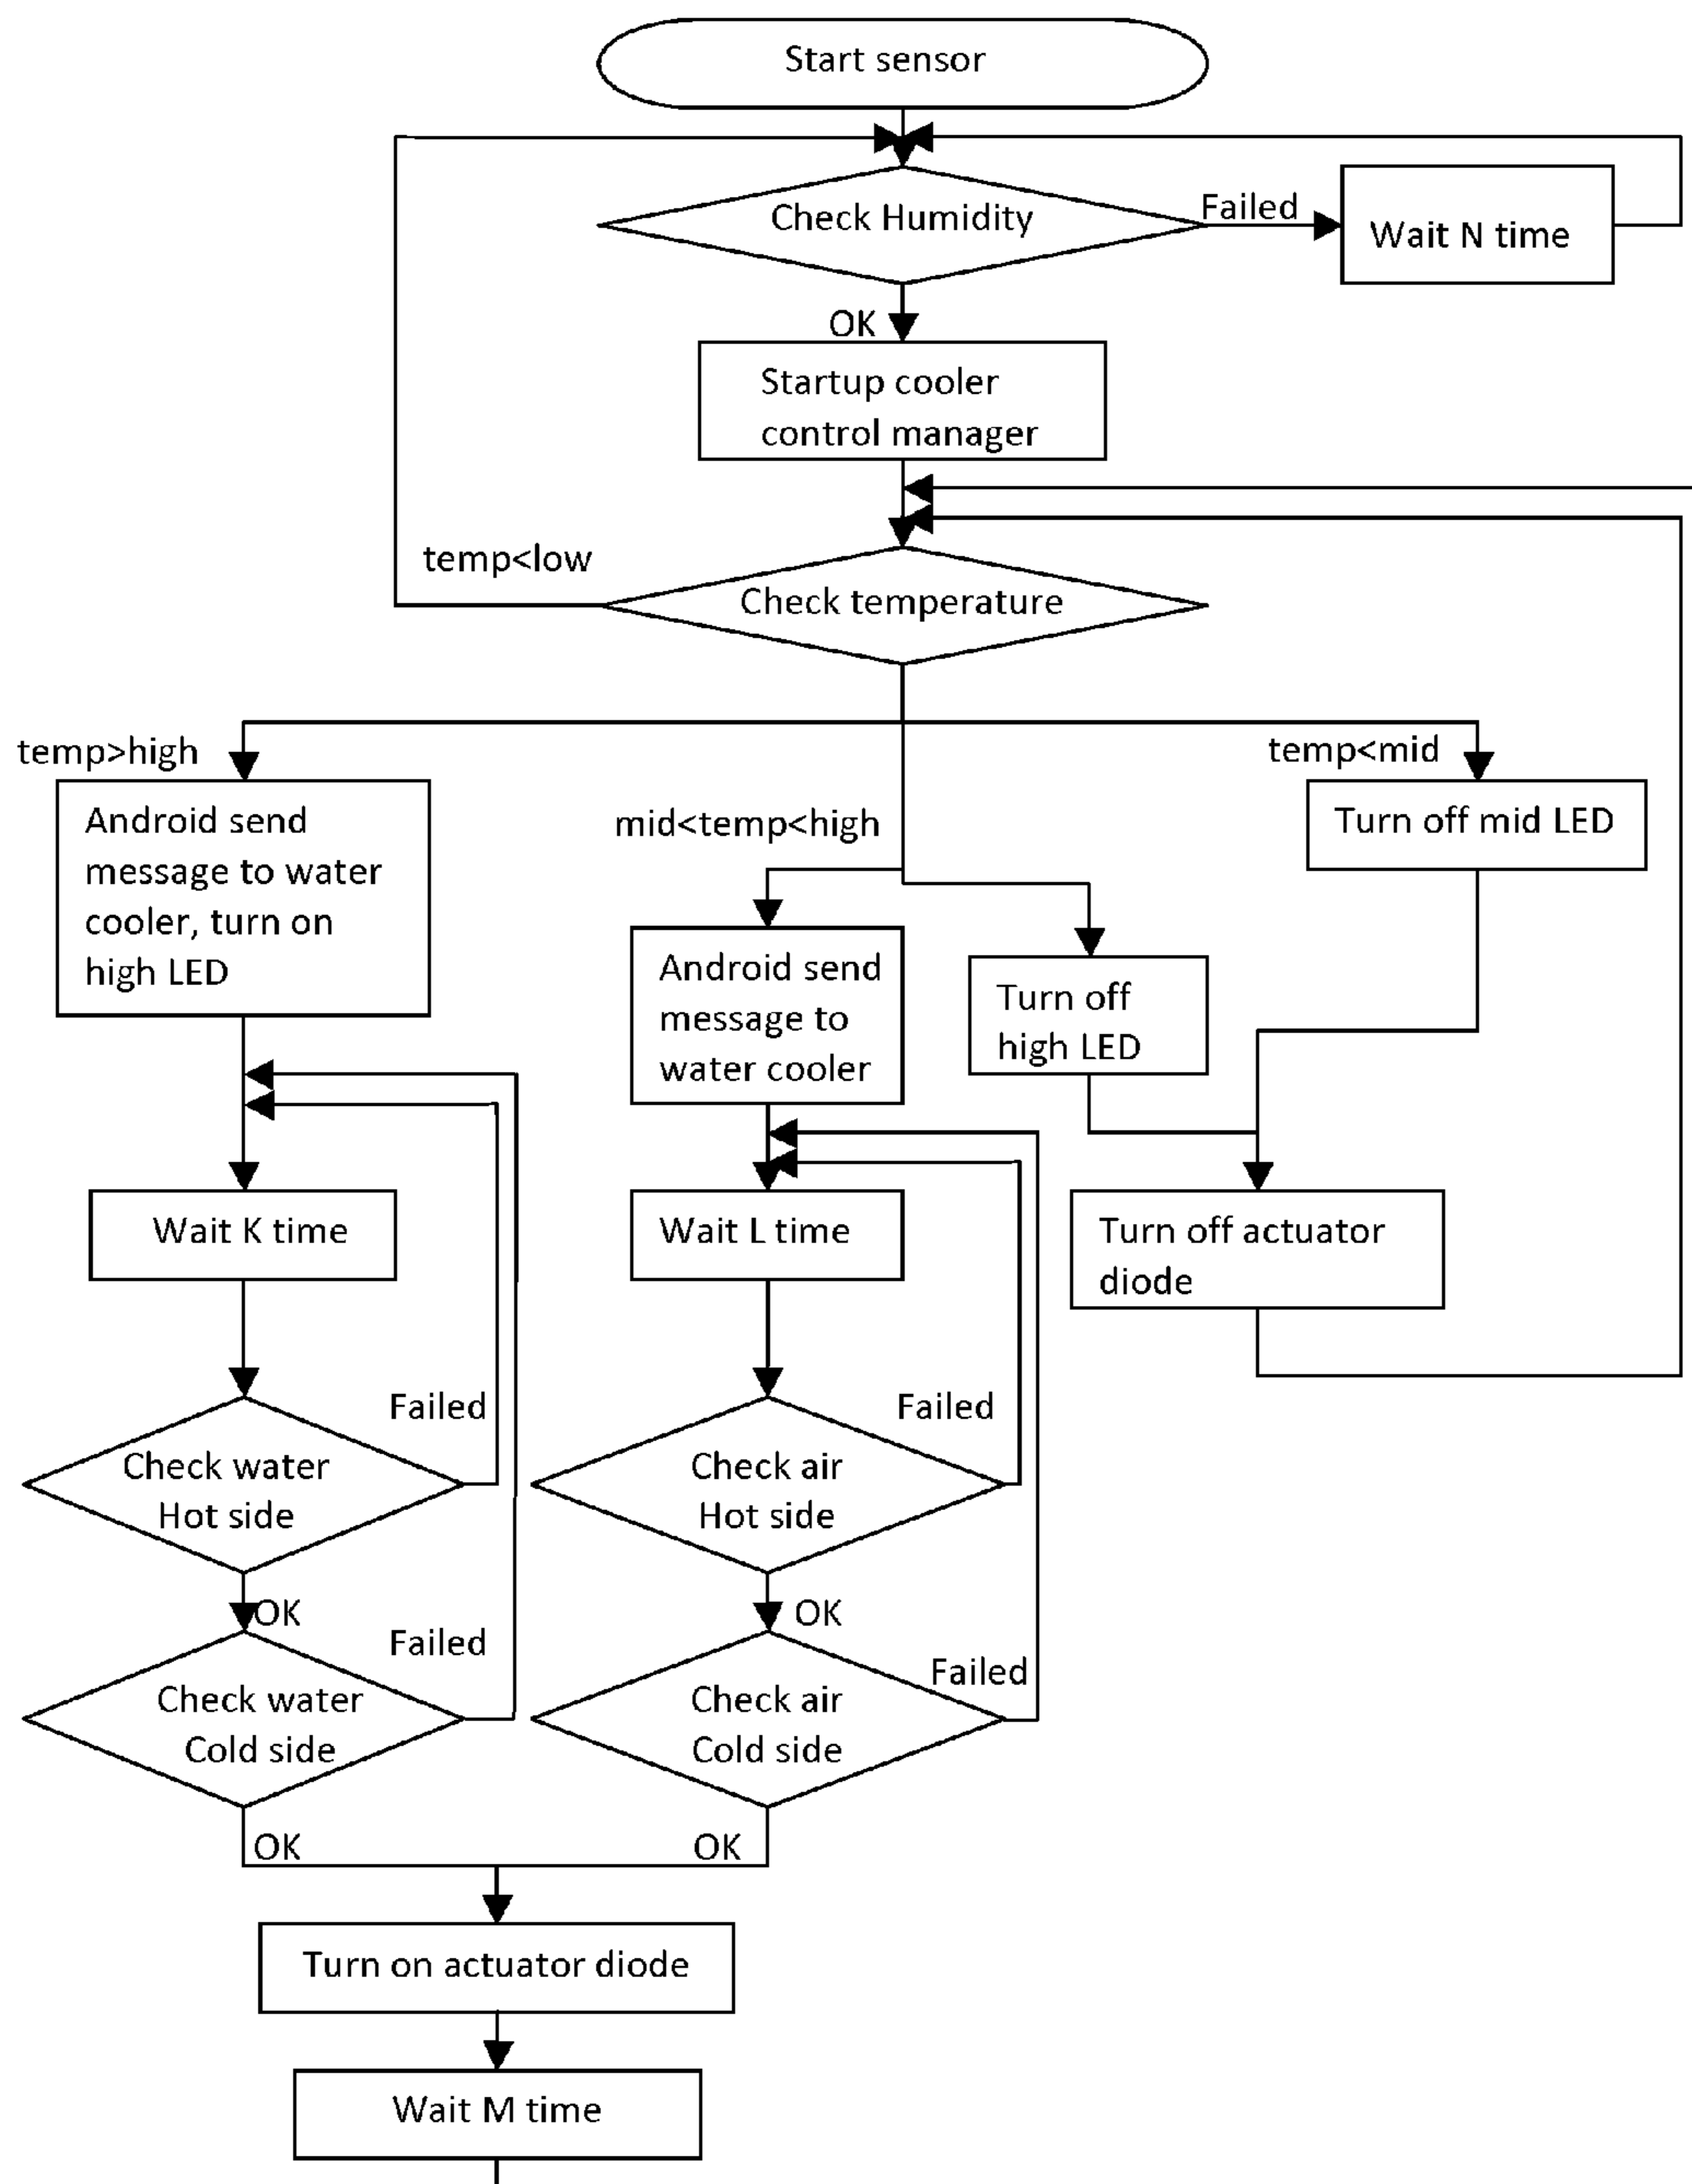 Start sensor
Check Humidity
Failed
Wait N time
OK
Startup cooler
control manager
temp<low
Check temperature
temp>high
temp<mid
Android send
message to water
cooler, turn on
high LED
mid<temp<high
Turn off mid LED
Android send
message to
water cooler
Turn off
high LED
Wait K time
Wait L time
Turn off actuator
diode
Failed
Failed
Check water
Hot side
Check air
Hot side
OK
OK
Failed
Failed
Check water
Cold side
Check air
Cold side
OK
OK
Turn on actuator diode
Wait M time